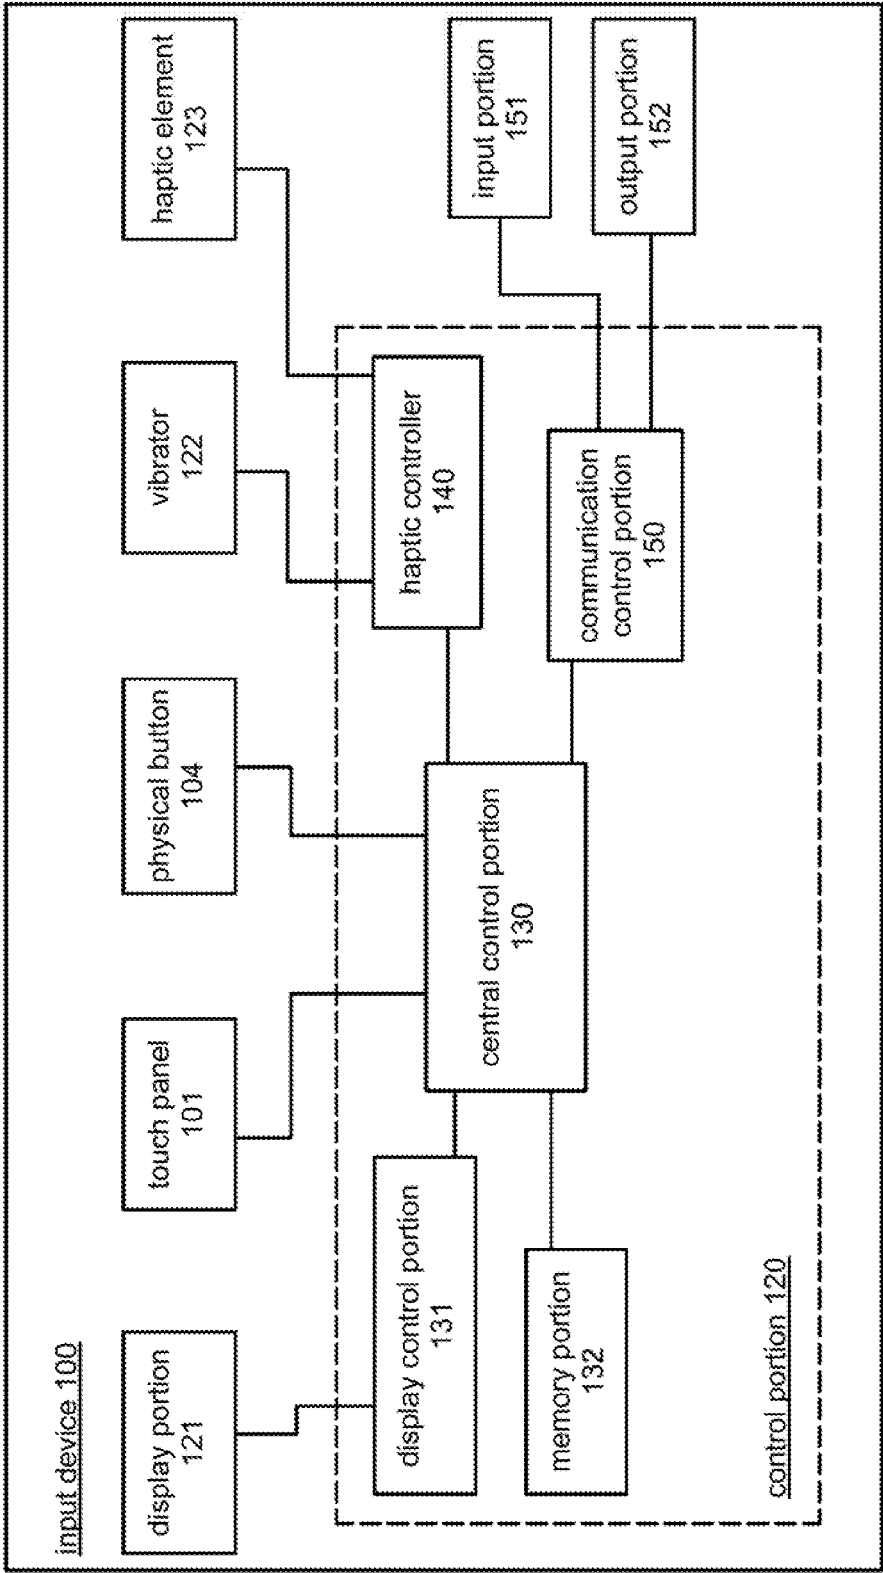 input device 100
display portion
121
touch panel
101
physical button
104
vibrator
122
haptic element
123
display control portion
131
haptic controller
140
central control portion
130
input portion
151
memory portion
132
communication
control portion
150
output portion
152
control portion 120